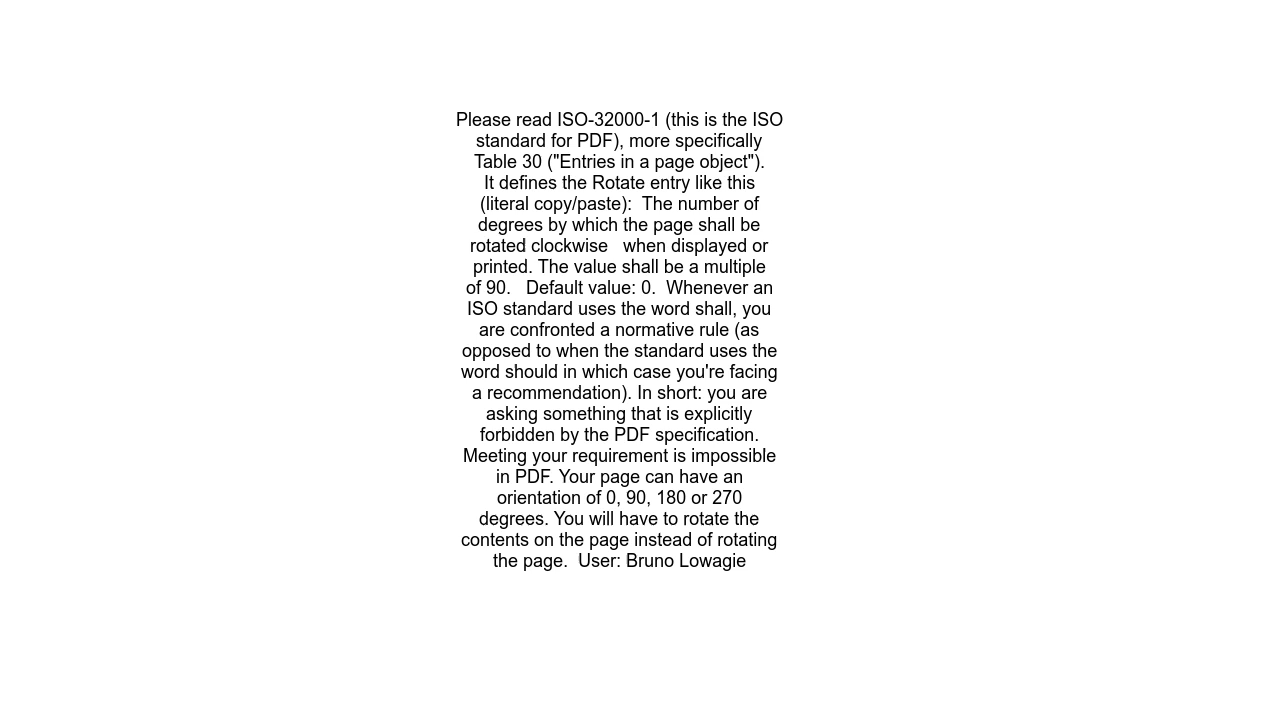 Please read ISO-32000-1 (this is the ISO
standard for PDF), more specifically
Table 30 ("Entries in a page object").
It defines the Rotate entry like this
(literal copy/paste):  The number of
degrees by which the page shall be
rotated clockwise   when displayed or
printed. The value shall be a multiple
of 90.   Default value: 0.  Whenever an
ISO standard uses the word shall, you
are confronted a normative rule (as
opposed to when the standard uses the
word should in which case you're facing
a recommendation). In short: you are
asking something that is explicitly
forbidden by the PDF specification.
Meeting your requirement is impossible
in PDF. Your page can have an
orientation of 0, 90, 180 or 270
degrees. You will have to rotate the
contents on the page instead of rotating
the page.  User: Bruno Lowagie